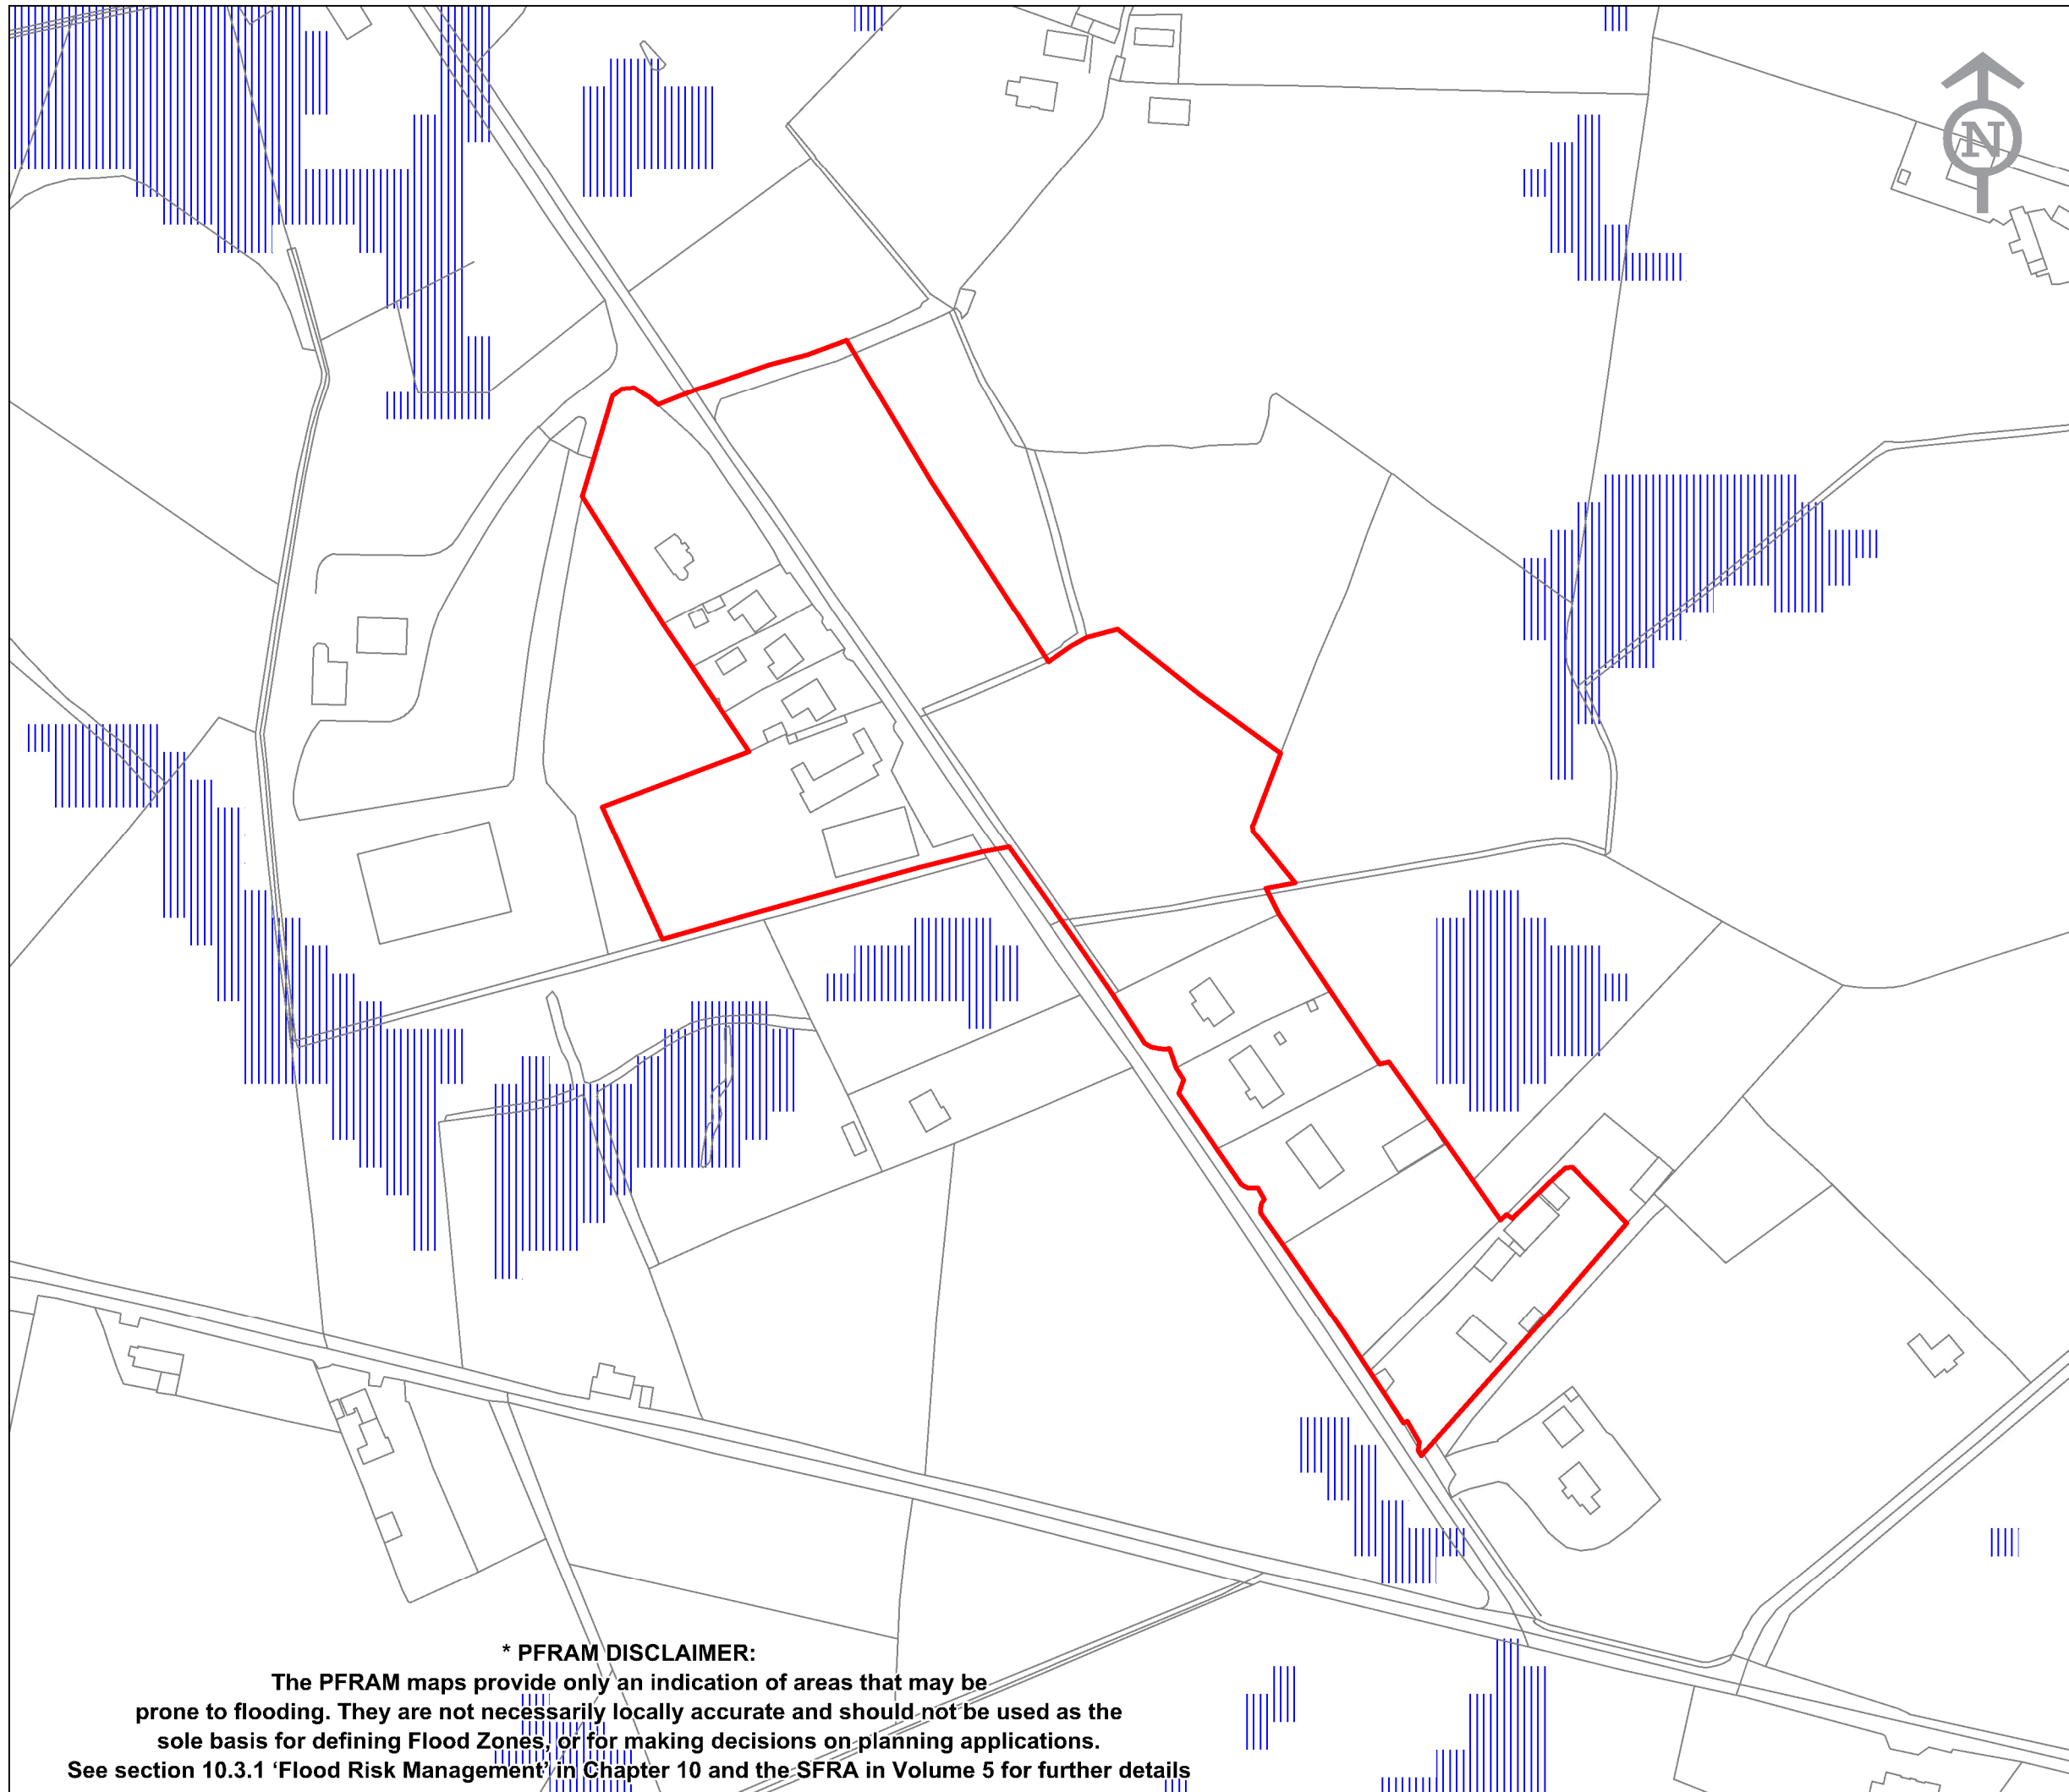 N
* PFRAM DISCLAIMER:
The PFRAM maps provide only an indication of areas that may be
prone to flooding. They are not necessarily locally accurate and should not be used as the
sole basis for defining Flood Zones, or for making decisions on planning applications.
See section 10.3.1 ‘Flood Risk Management’ in Chapter 10 and the SFRA in Volume 5 for further details